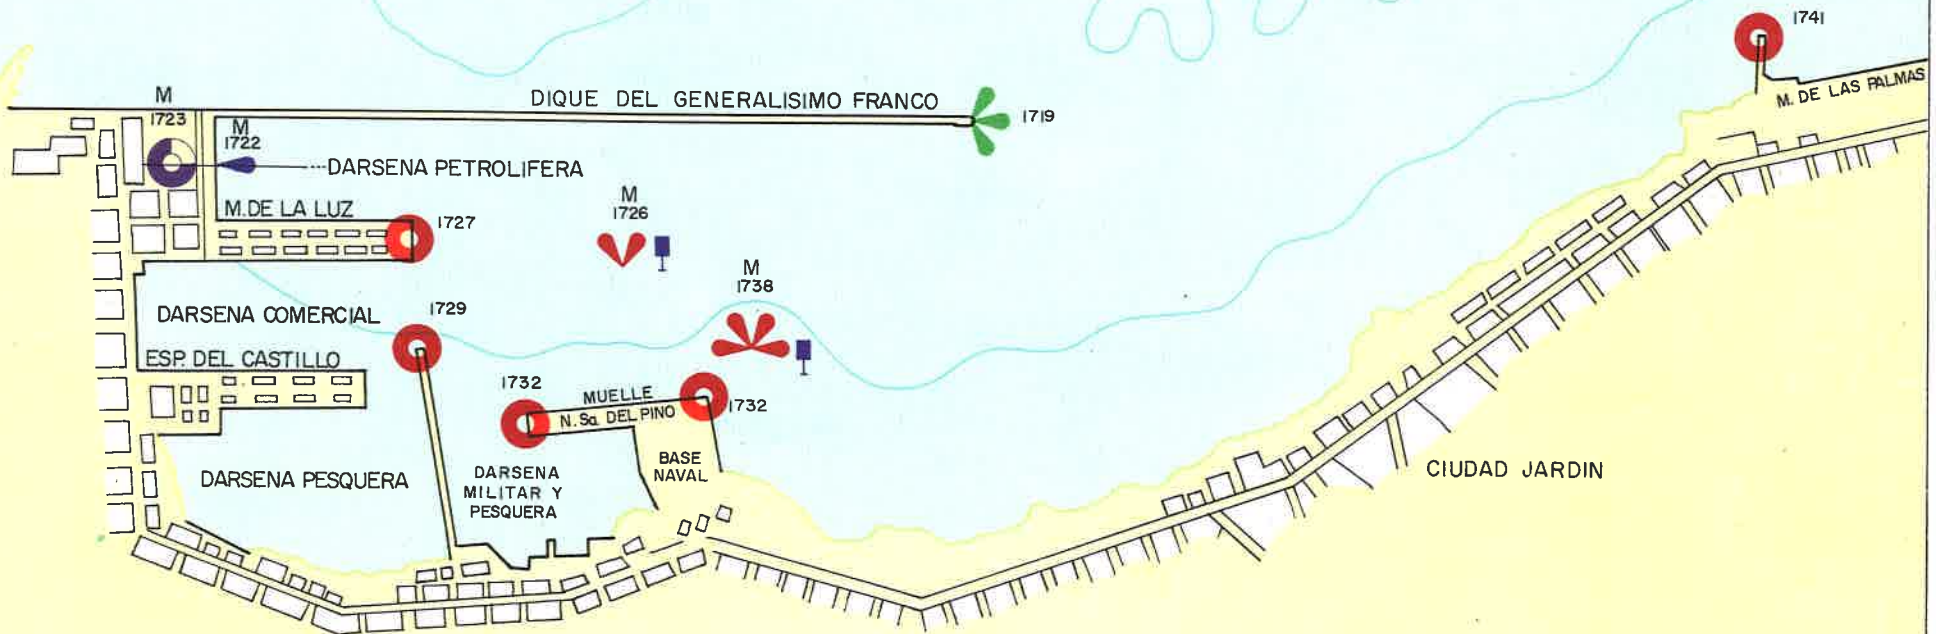 1741
M. DE LAS PALMAS
DIQUE DEL GENERALISIMO FRANCO
1719
M
1723
M
1722
DARSENA PETROLIFERA
M. DE LA LUZ
1727
M
1726
M
1738
DARSENA COMERCIAL
1729
ESP. DEL CASTILLO
1732
MUELLE
N. Sa. DEL PINO
1732
DARSENA PESQUERA
DARSENA
MILITAR Y
PESQUERA
BASE
NAVAL
CIUDAD JARDIN